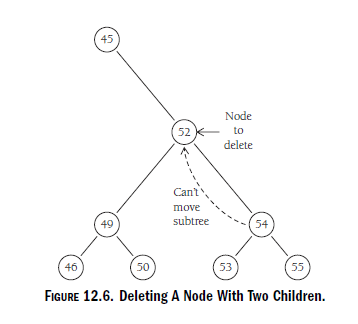 45
52
Node
to
delete
Can't
move
subtree
49
54
46
50
53
55
FIGURE 12.6. Deleting A Node With Two Children.